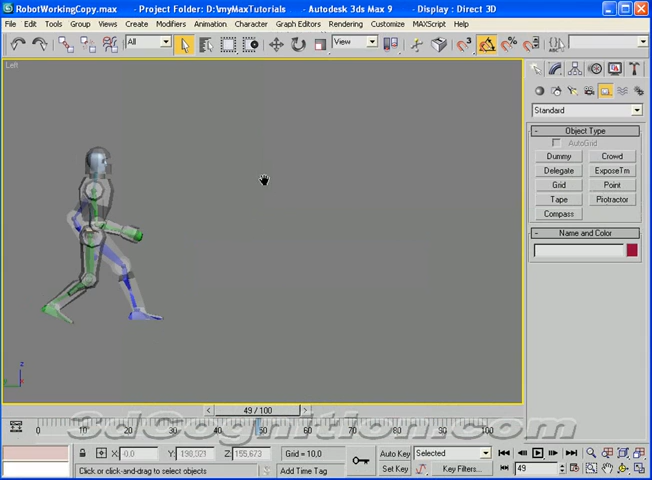 RobotWorkingCopy.max - Project Folder: D:\myMaxTutorials - Autodesk 3ds Max 9 - Display : Direct 3D
File Edit Tools Group Views Create Modifiers Animation Character Graph Editors Rendering Customize MAXScript Help
All
View
Left
Standard
- Object Type
AutoGrid
Dummy Crowd
Delegate ExposeTm
Grid Point
Tape Protractor
Compass
- Name and Color
z
x
< 49 / 100 >
3dCognition.com
0 10 20 30 40 50 60 70 80 90 100
X: -0,0 Y: 190,021 Z: 155,673 Grid = 10,0 Auto Key Selected
Click or click-and-drag to select objects Add Time Tag Set Key Key Filters... 49